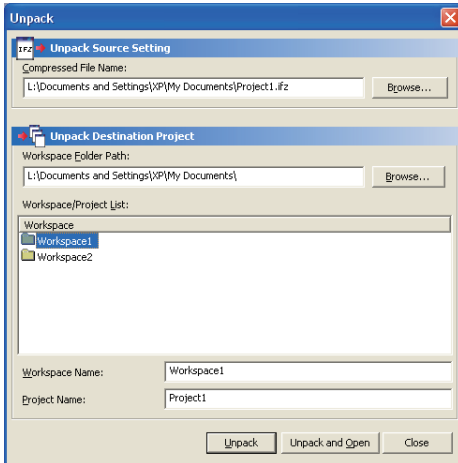 Unpack
IFZ
Unpack Source Setting
Compressed File Name:
L:\Documents and Settings\XP\My Documents\Project1.ifz
Browse...
Unpack Destination Project
Workspace Folder Path:
L:\Documents and Settings\XP\My Documents\
Browse...
Workspace/Project List:
Workspace
Workspace1
Workspace2
Workspace Name:
Workspace1
Project Name:
Project1
Unpack
Unpack and Open
Close